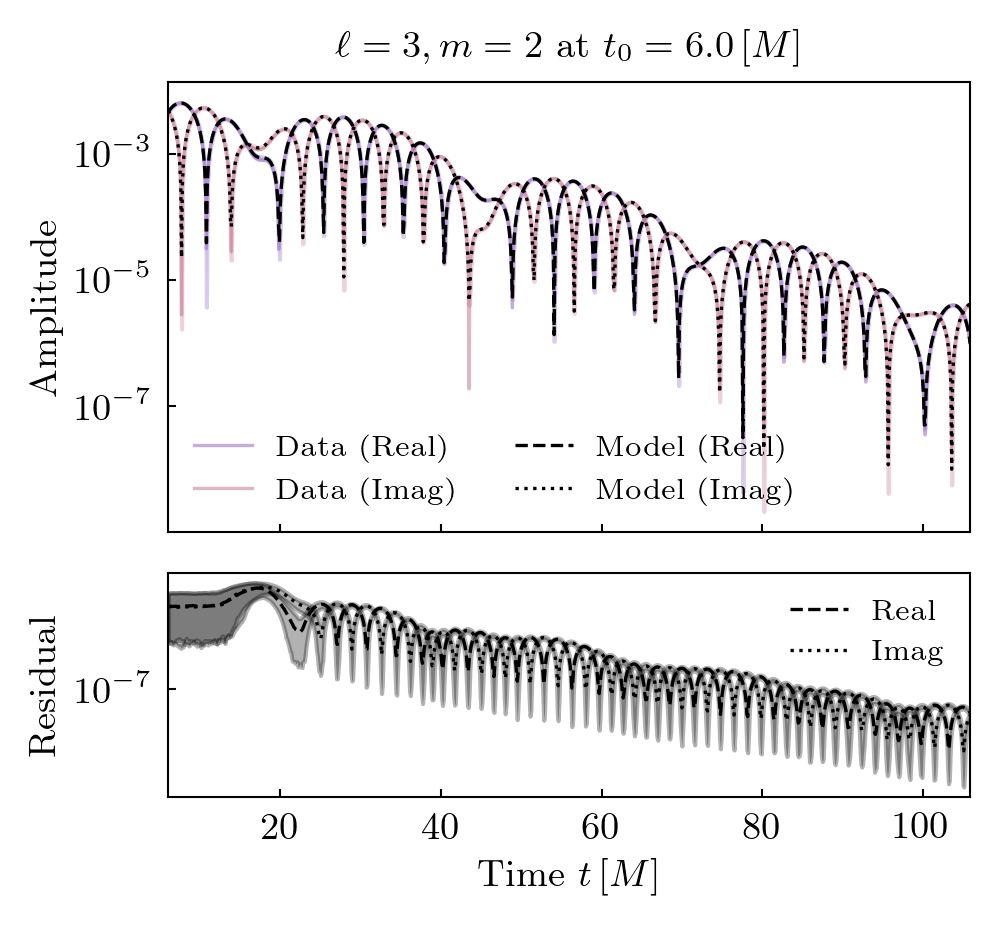 ℓ = 3, m = 2 at t₀ = 6.0 [M]
Amplitude
10⁻³
10⁻⁵
10⁻⁷
Data (Real)
Data (Imag)
Model (Real)
Model (Imag)
Residual
10⁻⁷
Real
Imag
20 40 60 80 100
Time t [M]